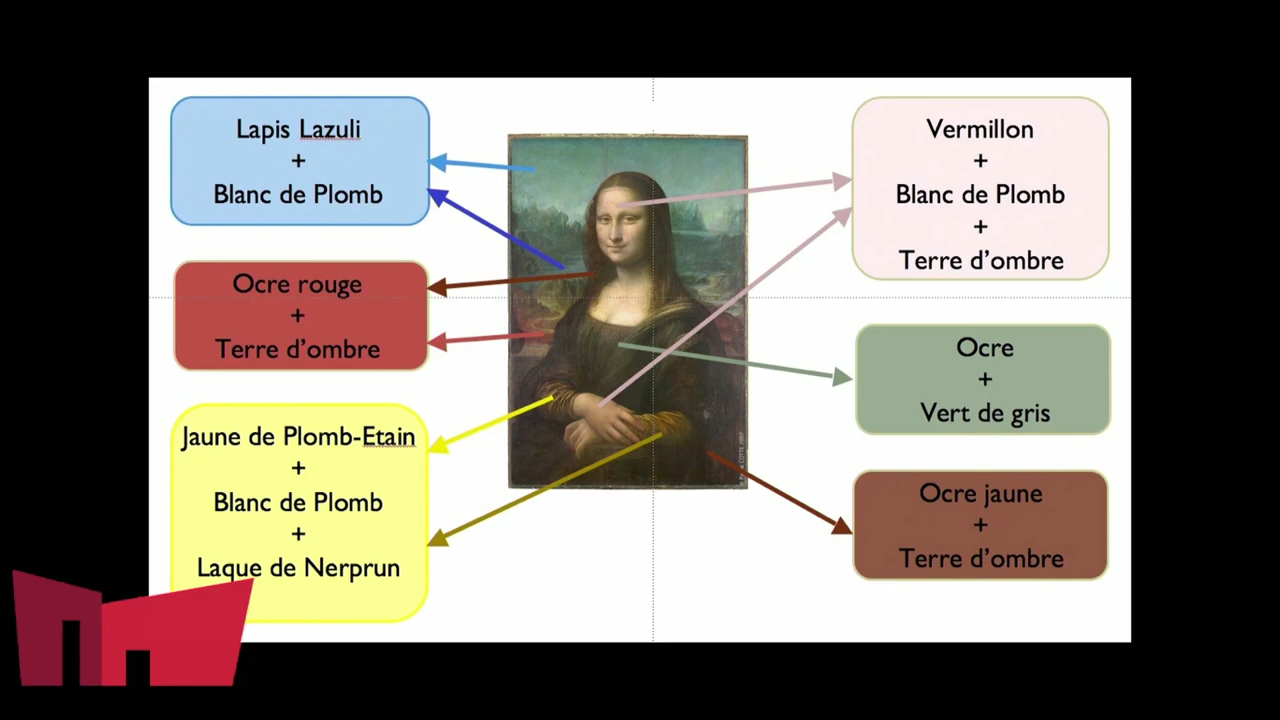 Lapis Lazuli
+
Blanc de Plomb
Ocre rouge
+
Terre d'ombre
Jaune de Plomb-Etain
+
Blanc de Plomb
+
Laque de Nerprun
Vermillon
+
Blanc de Plomb
+
Terre d'ombre
Ocre
+
Vert de gris
Ocre jaune
+
Terre d'ombre